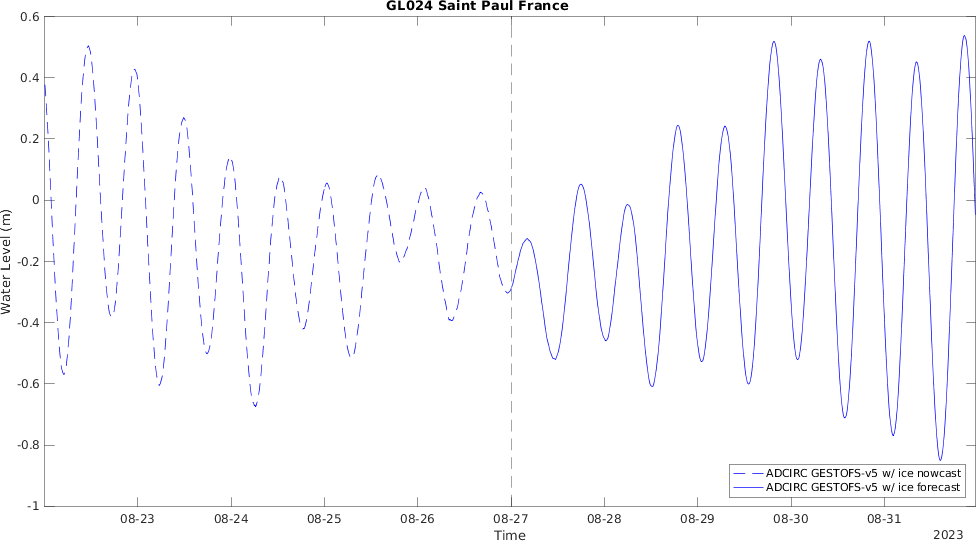 GL024 Saint Paul France
0.6
0.4
0.2
0
-0.2
-0.4
-0.6
-0.8
-1
Water Level (m)
ADCIRC GESTOFS-v5 w/ ice nowcast
ADCIRC GESTOFS-v5 w/ ice forecast
08-23 08-24 08-25 08-26 08-27 08-28 08-29 08-30 08-31
Time
2023